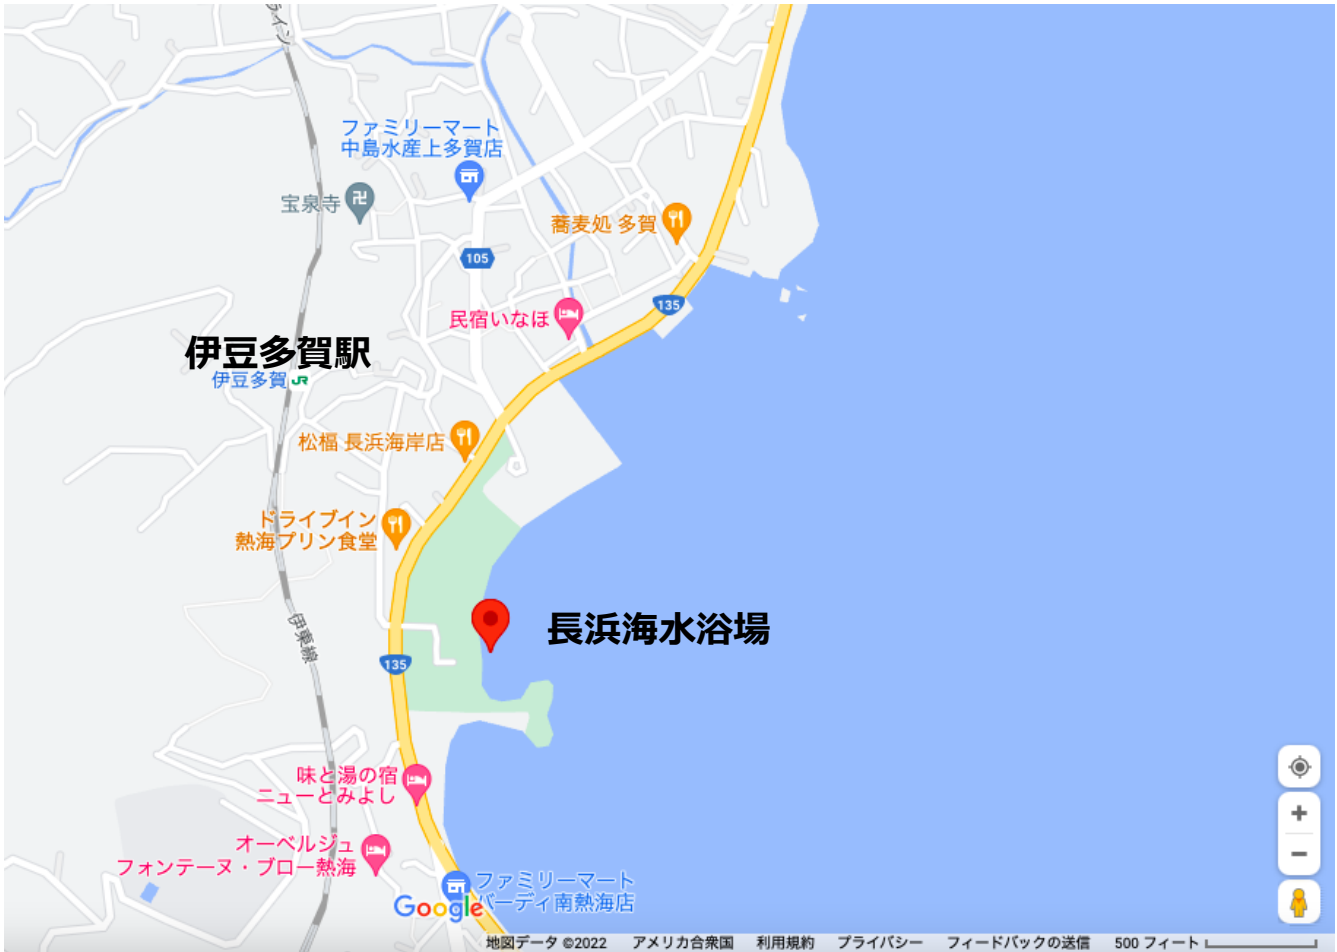 ライン
ファミリーマート
中島水産上多賀店
宝泉寺
卍
蕎麦処 多賀
105
135
民宿いなほ
伊豆多賀駅
伊豆多賀 JR
松楅 長浜海岸店
ドライブイン
熱海プリン食堂
長浜海水浴場
伊東線
135
味と湯の宿
ニューとみよし
オーベルジュ
フォンテーヌ・ブロー熱海
ファミリーマート
バーディ南熱海店
Google
地図データ ©2022 アメリカ合衆国 利用規約 プライバシー フィードバックの送信 500 フィート